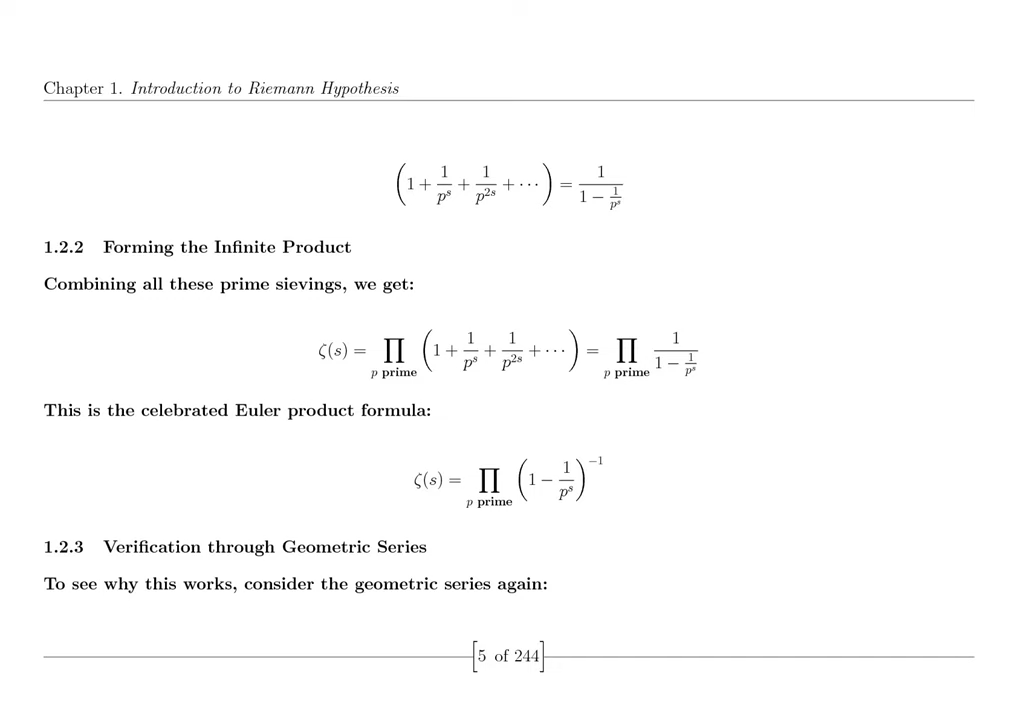 Chapter 1. Introduction to Riemann Hypothesis
(1 + 1/p^s + 1/p^{2s} + ⋯) = 1/(1 − 1/p^s)
1.2.2 Forming the Infinite Product
Combining all these prime sievings, we get:
ζ(s) = ∏_{p prime} (1 + 1/p^s + 1/p^{2s} + ⋯) = ∏_{p prime} 1/(1 − 1/p^s)
This is the celebrated Euler product formula:
ζ(s) = ∏_{p prime} (1 − 1/p^s)^{−1}
1.2.3 Verification through Geometric Series
To see why this works, consider the geometric series again:
[5 of 244]